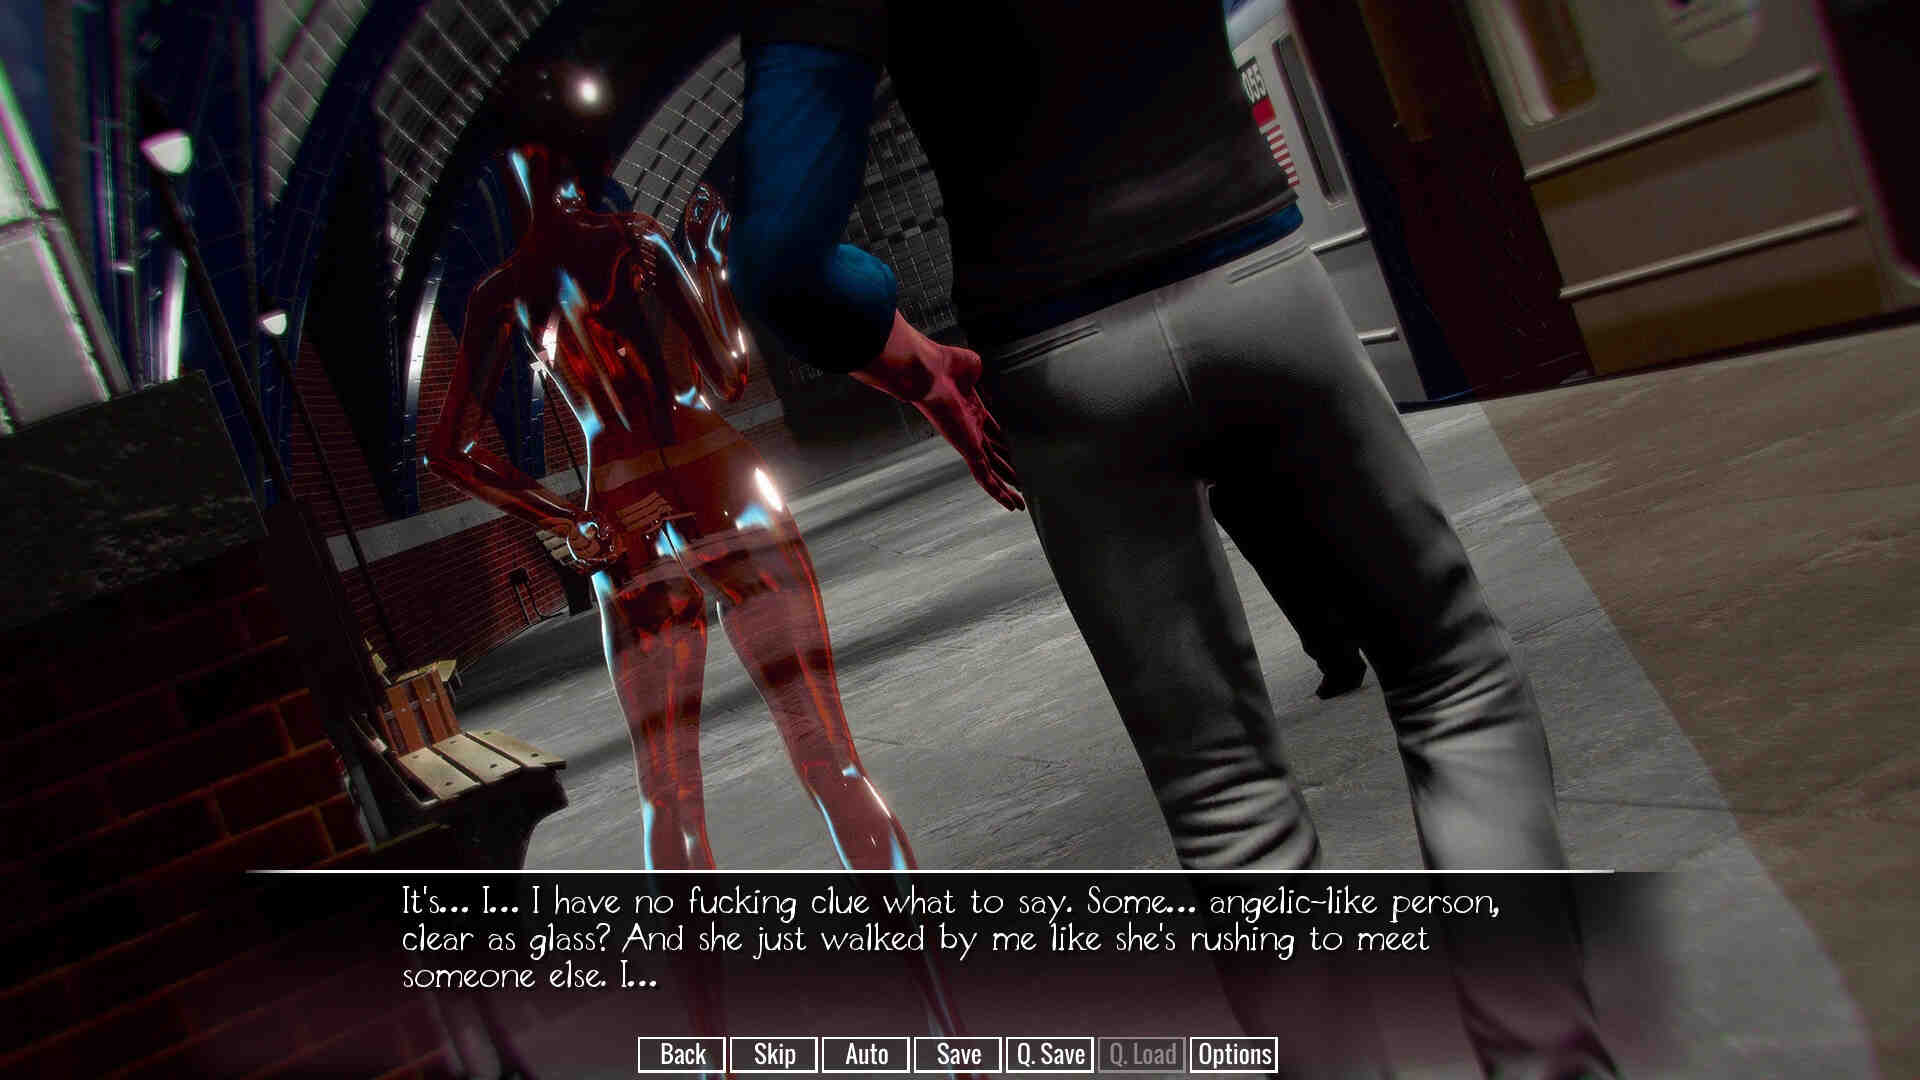 055
It's... I... I have no fucking clue what to say. Some... angelic-like person,
clear as glass? And she just walked by me like she's rushing to meet
someone else. I...
Back Skip Auto Save Q. Save Q. Load Options